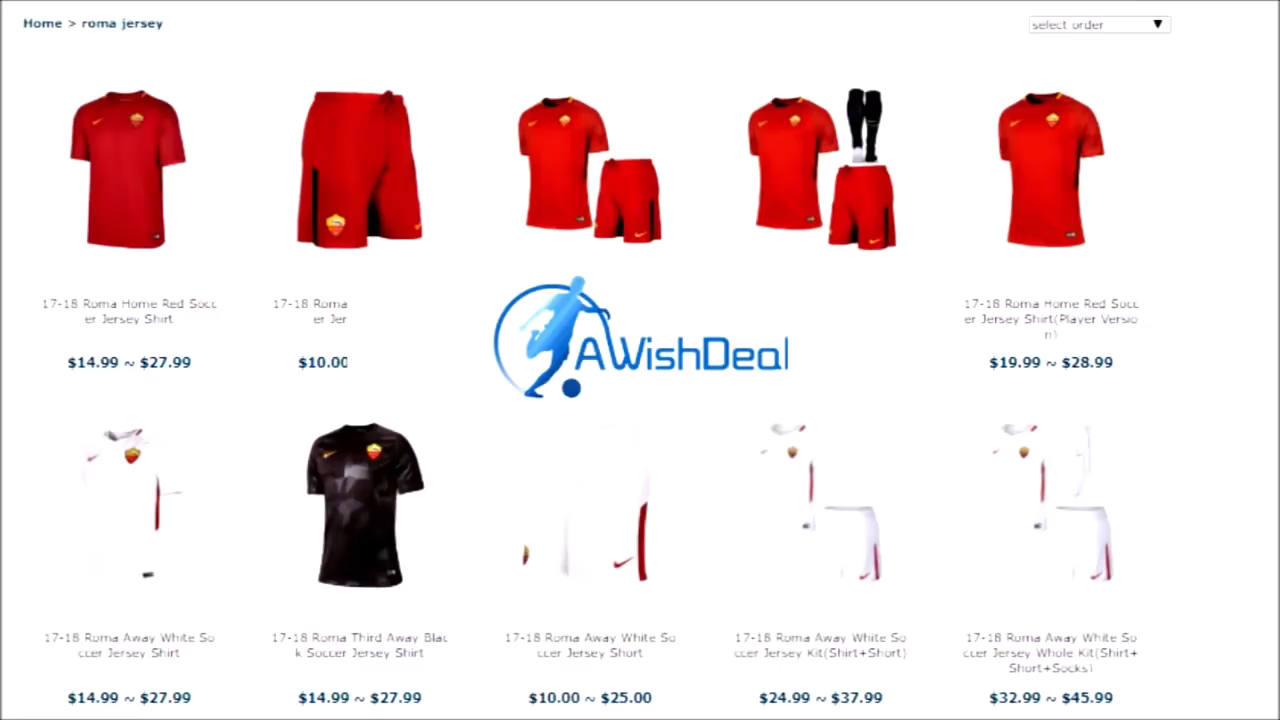 Home > roma jersey
select order
17-18 Roma Home Red Socc
er Jersey Shirt
$14.99 ~ $27.99
17-18 Roma
er Jer
$10.00
AWishDeal
17-18 Roma Home Red Socc
er Jersey Shirt(Player Versio
n)
$19.99 ~ $28.99
17-18 Roma Away White So
ccer Jersey Shirt
$14.99 ~ $27.99
17-18 Roma Third Away Blac
k Soccer Jersey Shirt
$14.99 ~ $27.99
17-18 Roma Away White So
ccer Jersey Short
$10.00 ~ $25.00
17-18 Roma Away White So
ccer Jersey Kit(Shirt+Short)
$24.99 ~ $37.99
17-18 Roma Away White So
ccer Jersey Whole Kit(Shirt+
Short+Socks)
$32.99 ~ $45.99